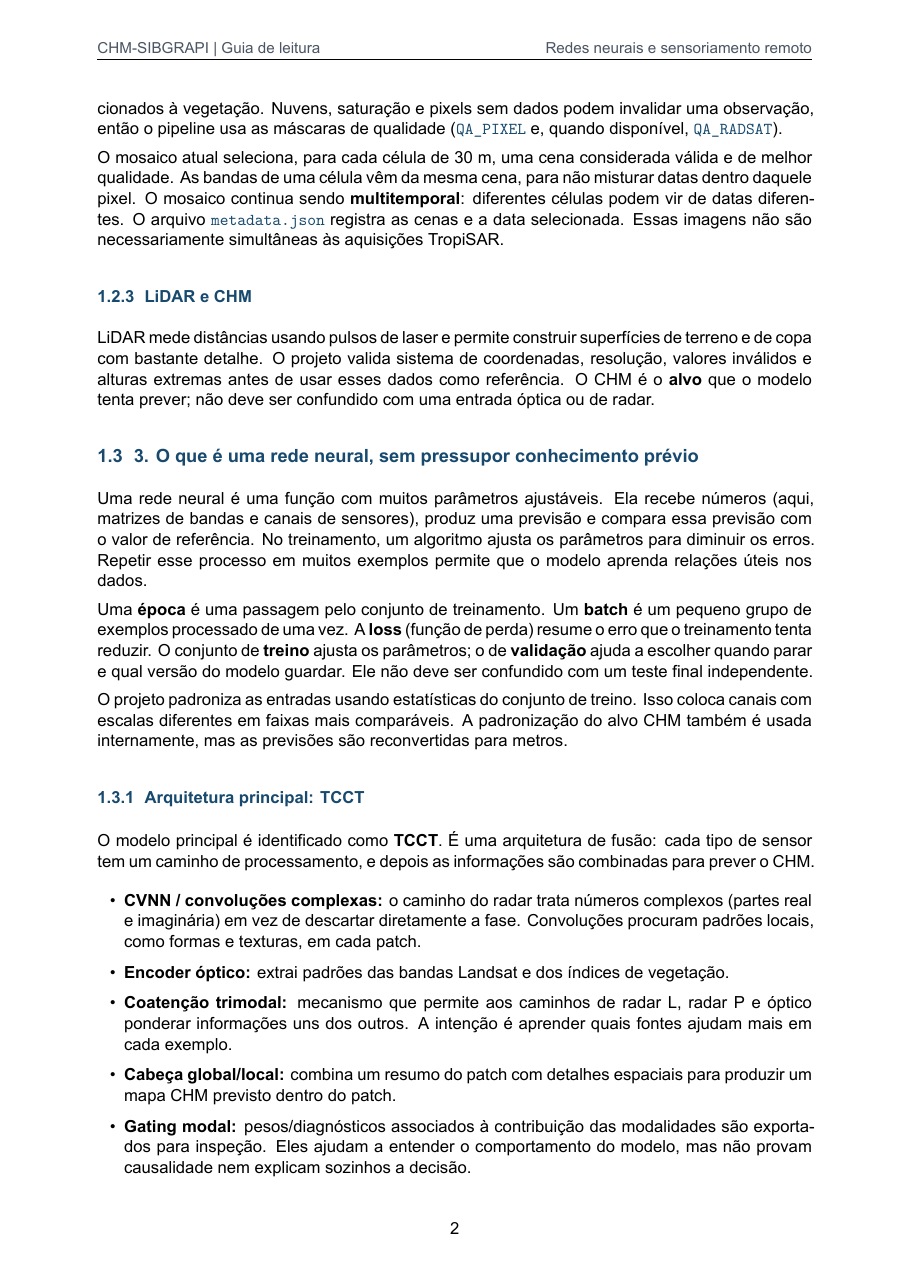 CHM-SIBGRAPI | Guia de leitura Redes neurais e sensoriamento remoto
cionados à vegetação. Nuvens, saturação e pixels sem dados podem invalidar uma observação,
então o pipeline usa as máscaras de qualidade (QA_PIXEL e, quando disponível, QA_RADSAT).
O mosaico atual seleciona, para cada célula de 30 m, uma cena considerada válida e de melhor
qualidade. As bandas de uma célula vêm da mesma cena, para não misturar datas dentro daquele
pixel. O mosaico continua sendo multitemporal: diferentes células podem vir de datas diferen-
tes. O arquivo metadata.json registra as cenas e a data selecionada. Essas imagens não são
necessariamente simultâneas às aquisições TropiSAR.
1.2.3 LiDAR e CHM
LiDAR mede distâncias usando pulsos de laser e permite construir superfícies de terreno e de copa
com bastante detalhe. O projeto valida sistema de coordenadas, resolução, valores inválidos e
alturas extremas antes de usar esses dados como referência. O CHM é o alvo que o modelo
tenta prever; não deve ser confundido com uma entrada óptica ou de radar.
1.3 3. O que é uma rede neural, sem pressupor conhecimento prévio
Uma rede neural é uma função com muitos parâmetros ajustáveis. Ela recebe números (aqui,
matrizes de bandas e canais de sensores), produz uma previsão e compara essa previsão com
o valor de referência. No treinamento, um algoritmo ajusta os parâmetros para diminuir os erros.
Repetir esse processo em muitos exemplos permite que o modelo aprenda relações úteis nos
dados.
Uma época é uma passagem pelo conjunto de treinamento. Um batch é um pequeno grupo de
exemplos processado de uma vez. A loss (função de perda) resume o erro que o treinamento tenta
reduzir. O conjunto de treino ajusta os parâmetros; o de validação ajuda a escolher quando parar
e qual versão do modelo guardar. Ele não deve ser confundido com um teste final independente.
O projeto padroniza as entradas usando estatísticas do conjunto de treino. Isso coloca canais com
escalas diferentes em faixas mais comparáveis. A padronização do alvo CHM também é usada
internamente, mas as previsões são reconvertidas para metros.
1.3.1 Arquitetura principal: TCCT
O modelo principal é identificado como TCCT. É uma arquitetura de fusão: cada tipo de sensor
tem um caminho de processamento, e depois as informações são combinadas para prever o CHM.
• CVNN / convoluções complexas: o caminho do radar trata números complexos (partes real
e imaginária) em vez de descartar diretamente a fase. Convoluções procuram padrões locais,
como formas e texturas, em cada patch.
• Encoder óptico: extrai padrões das bandas Landsat e dos índices de vegetação.
• Coatenção trimodal: mecanismo que permite aos caminhos de radar L, radar P e óptico
ponderar informações uns dos outros. A intenção é aprender quais fontes ajudam mais em
cada exemplo.
• Cabeça global/local: combina um resumo do patch com detalhes espaciais para produzir um
mapa CHM previsto dentro do patch.
• Gating modal: pesos/diagnósticos associados à contribuição das modalidades são exporta-
dos para inspeção. Eles ajudam a entender o comportamento do modelo, mas não provam
causalidade nem explicam sozinhos a decisão.
2